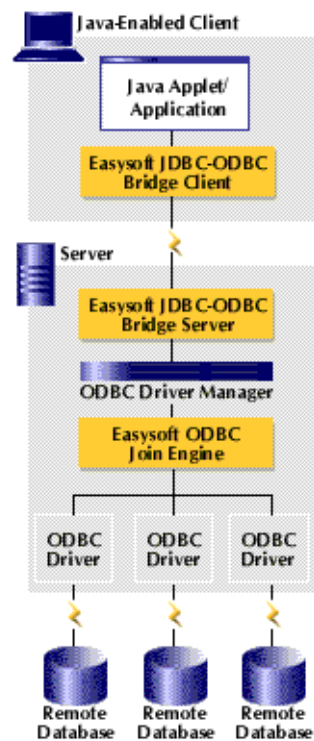 Java-Enabled Client
Java Applet/
Application
Easysoft JDBC-ODBC
Bridge Client
Server
Easysoft JDBC-ODBC
Bridge Server
ODBC Driver Manager
Easysoft ODBC
Join Engine
ODBC
Driver
ODBC
Driver
ODBC
Driver
Remote
Database
Remote
Database
Remote
Database